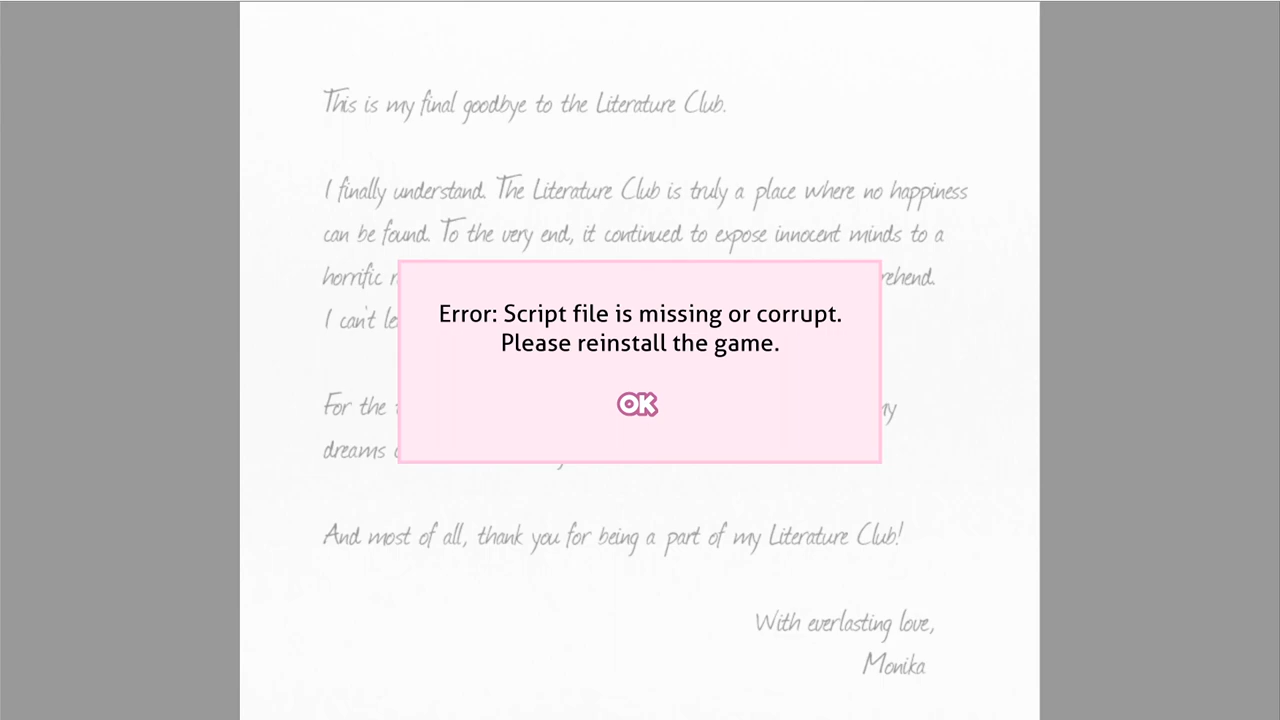 This is my final goodbye to the Literature Club.
I finally understand. The Literature Club is truly a place where no happiness
can be found. To the very end, it continued to expose innocent minds to a
horrific
I can't
Error: Script file is missing or corrupt.
Please reinstall the game.
OK
For the
dreams
And most of all, thank you for being a part of my Literature Club!
With everlasting love,
Monika